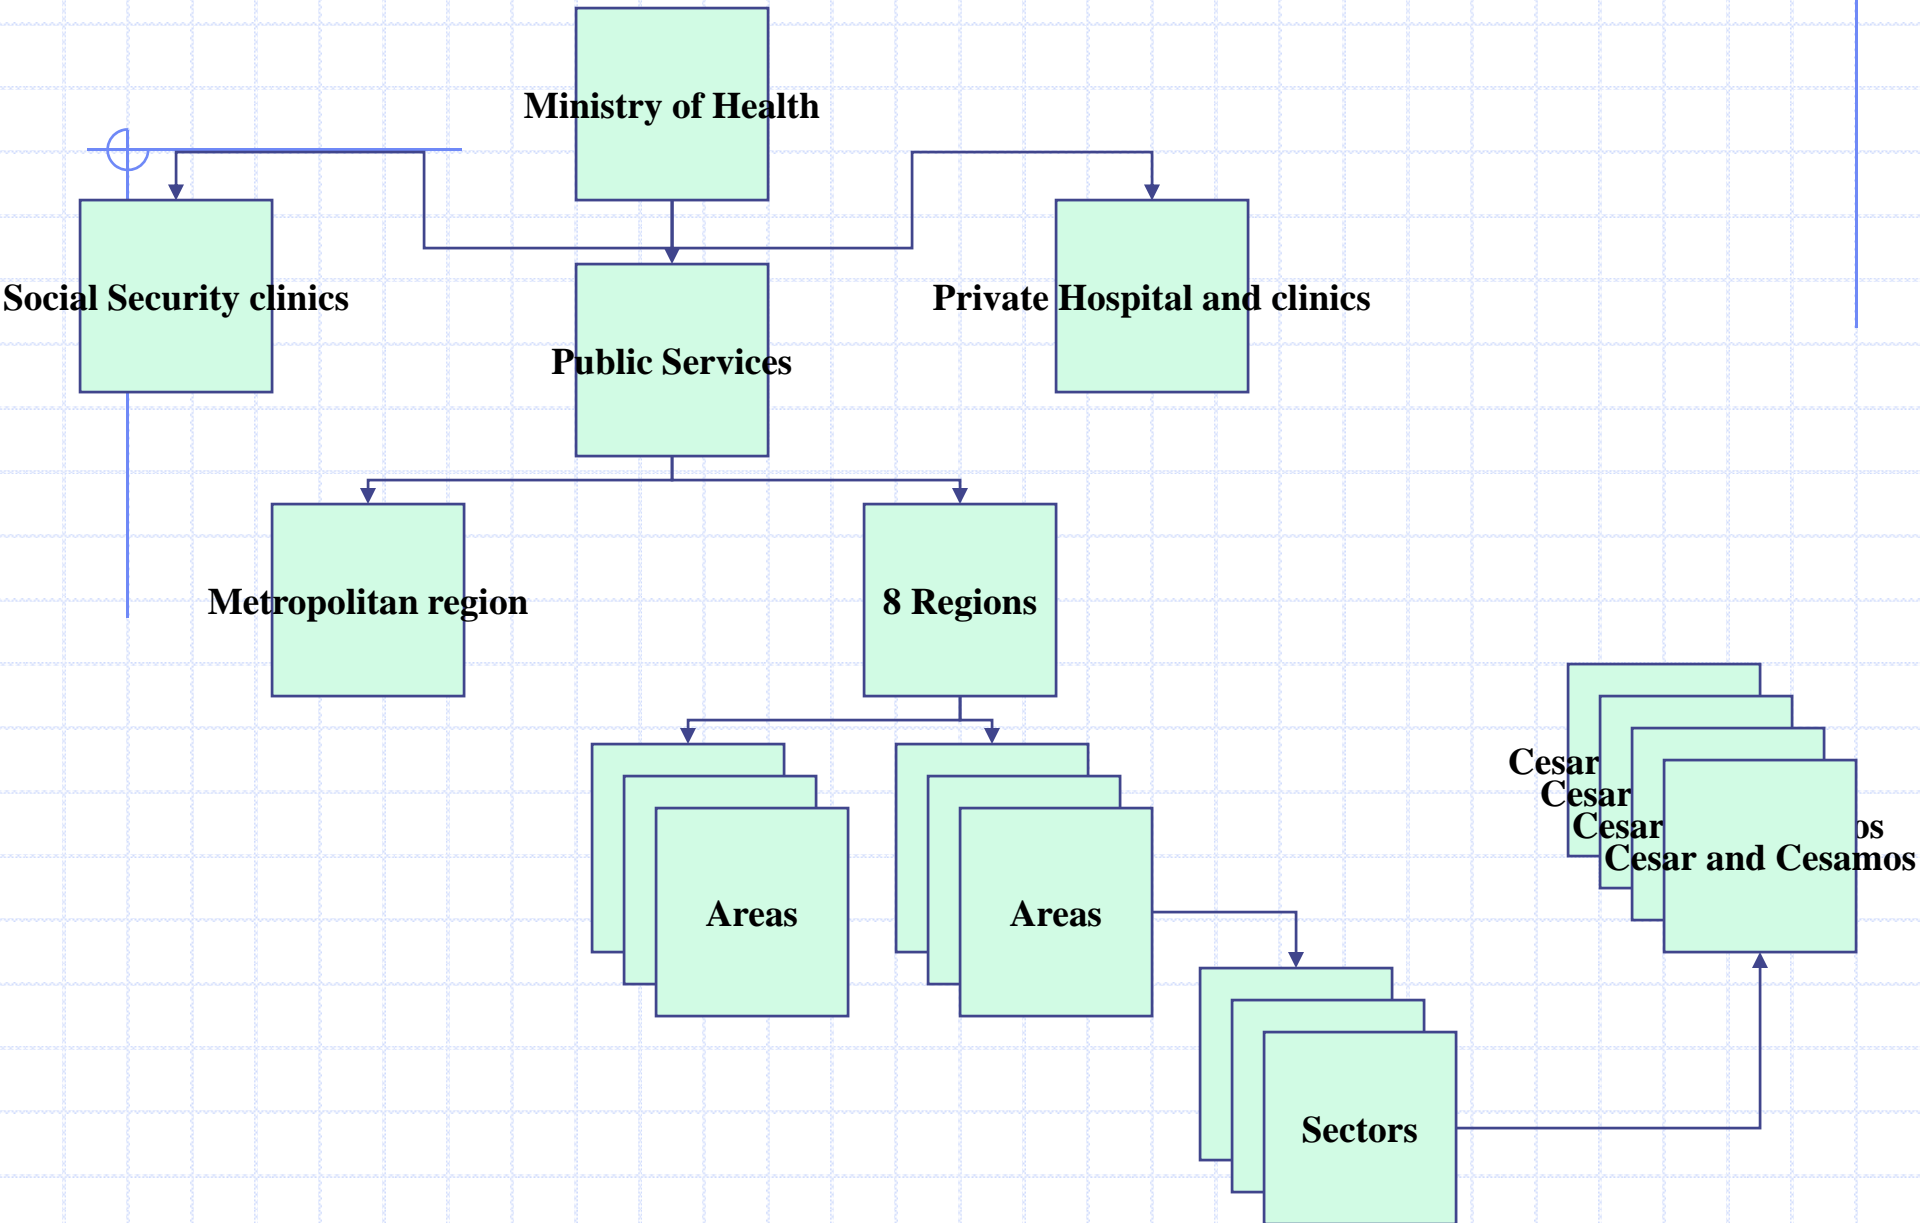 Ministry of Health
Social Security clinics
Private Hospital and clinics
Public Services
Metropolitan region
8 Regions
Cesar
Cesar
Cesar os
Cesar and Cesamos
Areas
Areas
Sectors